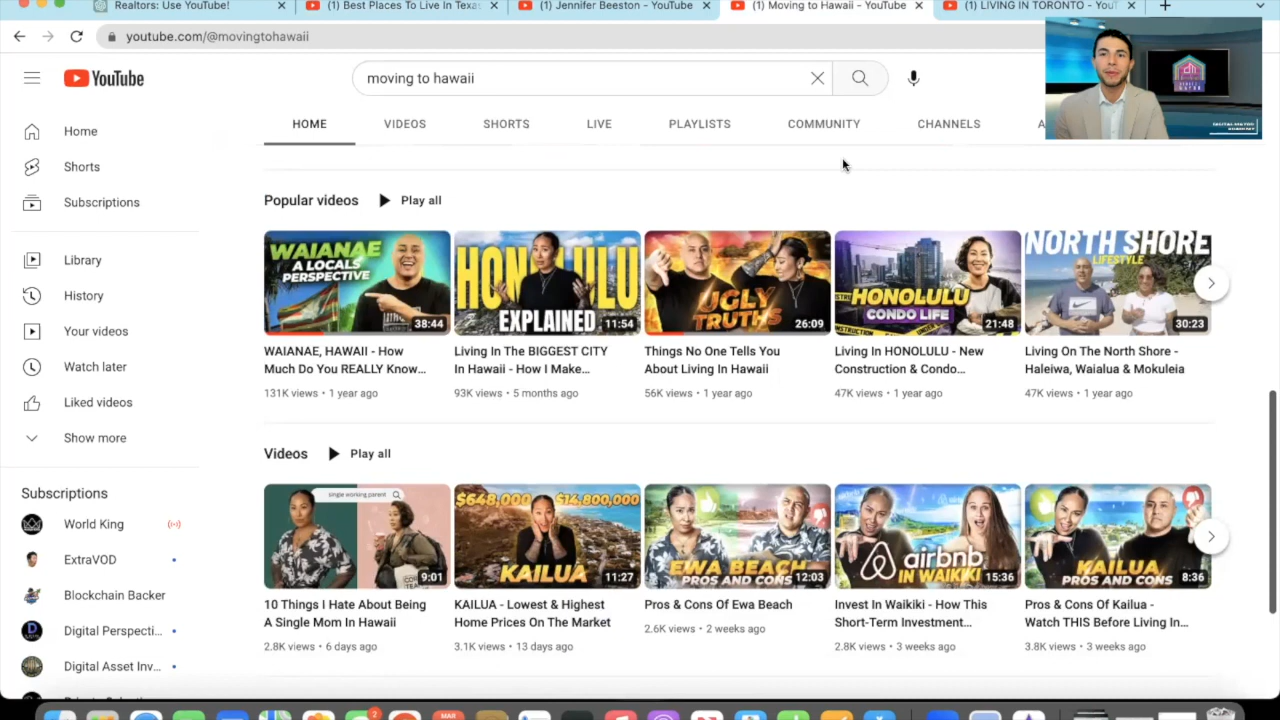 Realtors: Use YouTube!
(1) Best Places To Live In Texa
(1) Jennifer Beeston - YouTube
(1) Moving to Hawaii - YouTube
(1) LIVING IN TORONTO - YouT
youtube.com/@movingtohawaii
YouTube
moving to hawaii
HOME
VIDEOS
SHORTS
LIVE
PLAYLISTS
COMMUNITY
CHANNELS
A
Home
Shorts
Subscriptions
Library
History
Your videos
Watch later
Liked videos
Show more
Subscriptions
World King
ExtraVOD
Blockchain Backer
Digital Perspecti...
Digital Asset Inv...
Popular videos
Play all
WAIANAE
A LOCALS
PERSPECTIVE
38:44
WAIANAE, HAWAII - How
Much Do You REALLY Know...
131K views • 1 year ago
HONOLULU
EXPLAINED
11:54
Living In The BIGGEST CITY
In Hawaii - How I Make...
93K views • 5 months ago
UGLY
TRUTHS
26:09
Things No One Tells You
About Living In Hawaii
56K views • 1 year ago
HONOLULU
CONDO LIFE
21:48
Living In HONOLULU - New
Construction & Condo...
47K views • 1 year ago
NORTH SHORE
LIFESTYLE
30:23
Living On The North Shore -
Haleiwa, Waialua & Mokuleia
47K views • 1 year ago
Videos
Play all
single working parent
9:01
10 Things I Hate About Being
A Single Mom In Hawaii
2.8K views • 6 days ago
$648,000
$14,800,000
KAILUA
11:27
KAILUA - Lowest & Highest
Home Prices On The Market
3.1K views • 13 days ago
EWA BEACH
PROS AND CONS
12:03
Pros & Cons Of Ewa Beach
2.6K views • 2 weeks ago
airbnb
IN WAIKIKI
15:36
Invest In Waikiki - How This
Short-Term Investment...
2.8K views • 3 weeks ago
KAILUA
PROS AND CONS
8:36
Pros & Cons Of Kailua -
Watch THIS Before Living In...
3.8K views • 3 weeks ago
2
MAR